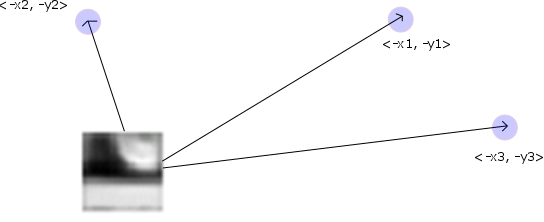 <-x2, -y2>
<-x1, -y1>
<-x3, -y3>